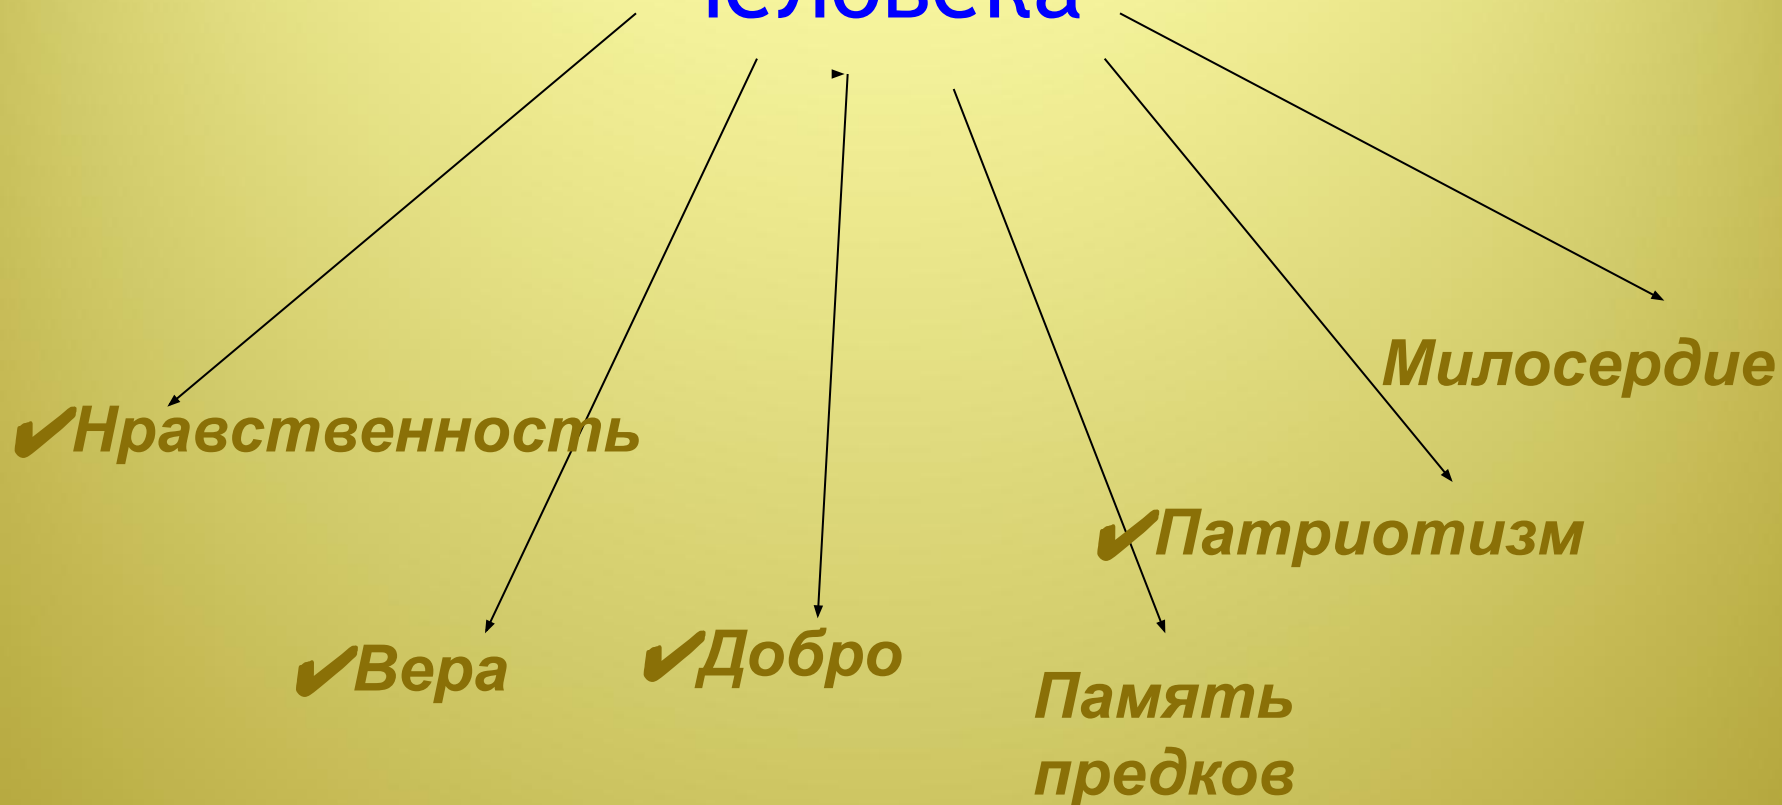 человека
Милосердие
✔Нравственность
✔Патриотизм
✔Вера
✔Добро
Память
предков